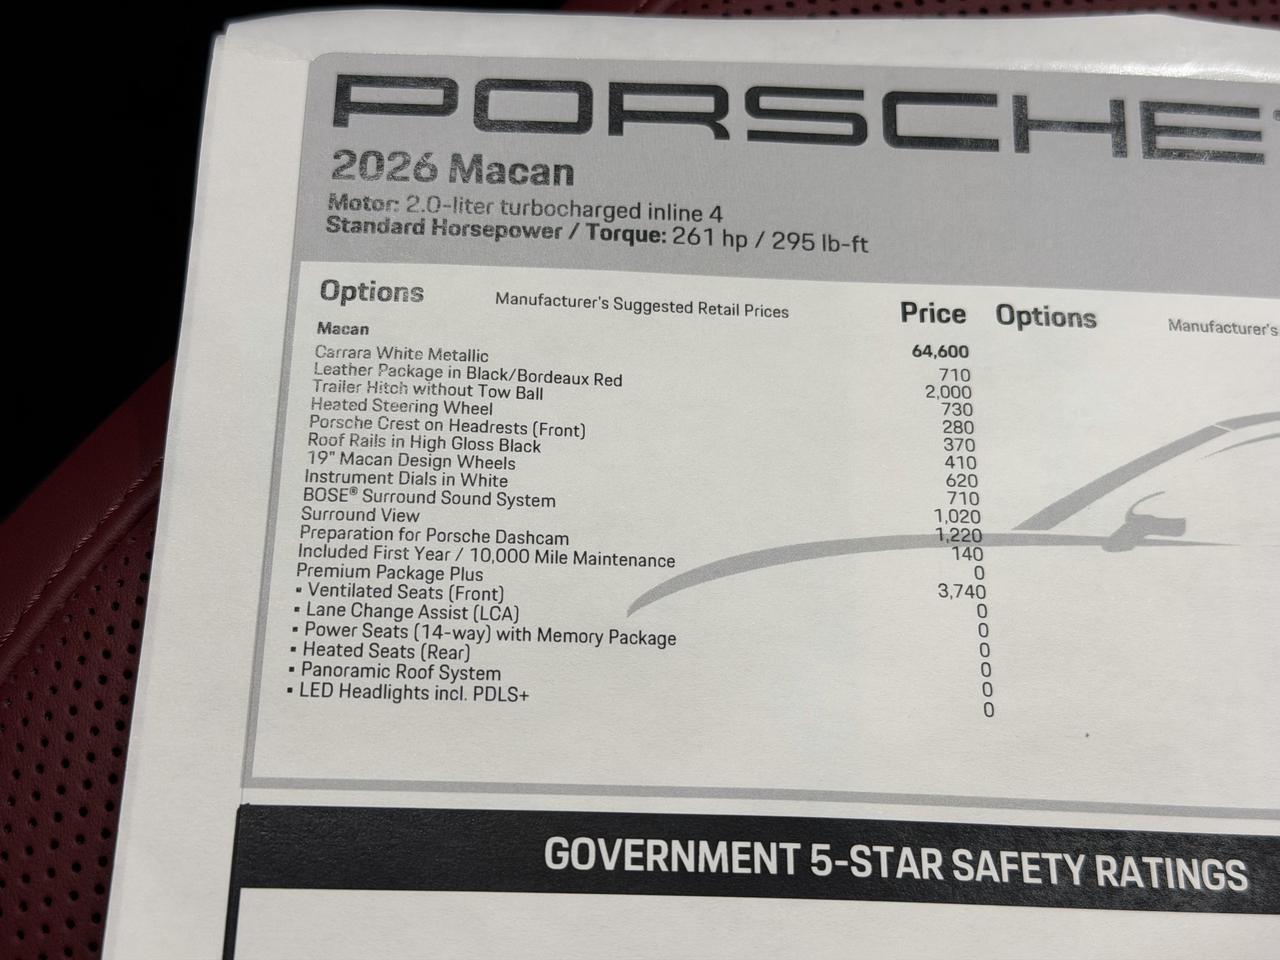 PORSCHE
2026 Macan
Motor: 2.0-liter turbocharged inline 4
Standard Horsepower / Torque: 261 hp / 295 lb-ft
Options Manufacturer's Suggested Retail Prices Price Options Manufacturer's
Macan 64,600
Carrara White Metallic 710
Leather Package in Black/Bordeaux Red 2,000
Trailer Hitch without Tow Ball 730
Heated Steering Wheel 280
Porsche Crest on Headrests (Front) 370
Roof Rails in High Gloss Black 410
19" Macan Design Wheels 620
Instrument Dials in White 710
BOSE® Surround Sound System 1,020
Surround View 1,220
Preparation for Porsche Dashcam 140
Included First Year / 10,000 Mile Maintenance 0
Premium Package Plus 3,740
▪ Ventilated Seats (Front) 0
▪ Lane Change Assist (LCA) 0
▪ Power Seats (14-way) with Memory Package 0
▪ Heated Seats (Rear) 0
▪ Panoramic Roof System 0
▪ LED Headlights incl. PDLS+ 0
GOVERNMENT 5-STAR SAFETY RATINGS